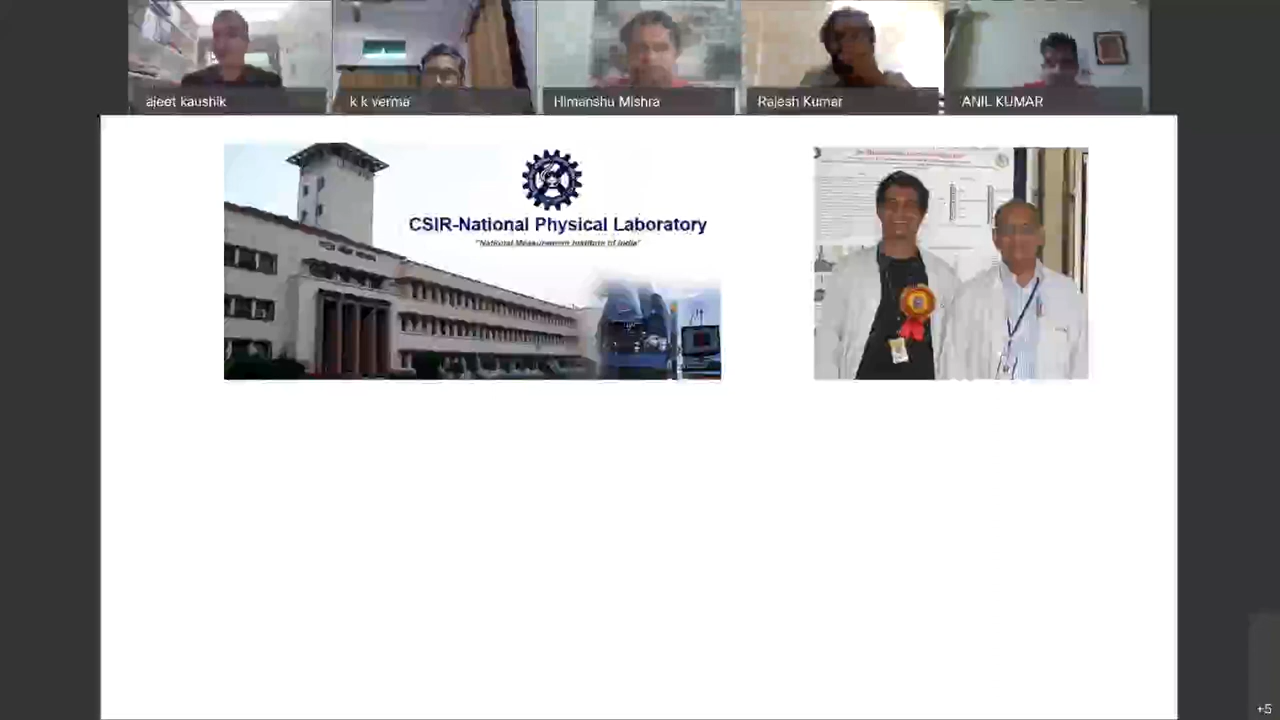 ajeet kaushik
k k verma
Himanshu Mishra
Rajesh Kumar
ANIL KUMAR
CSIR-National Physical Laboratory
"National Measurement Institute of India"
+5